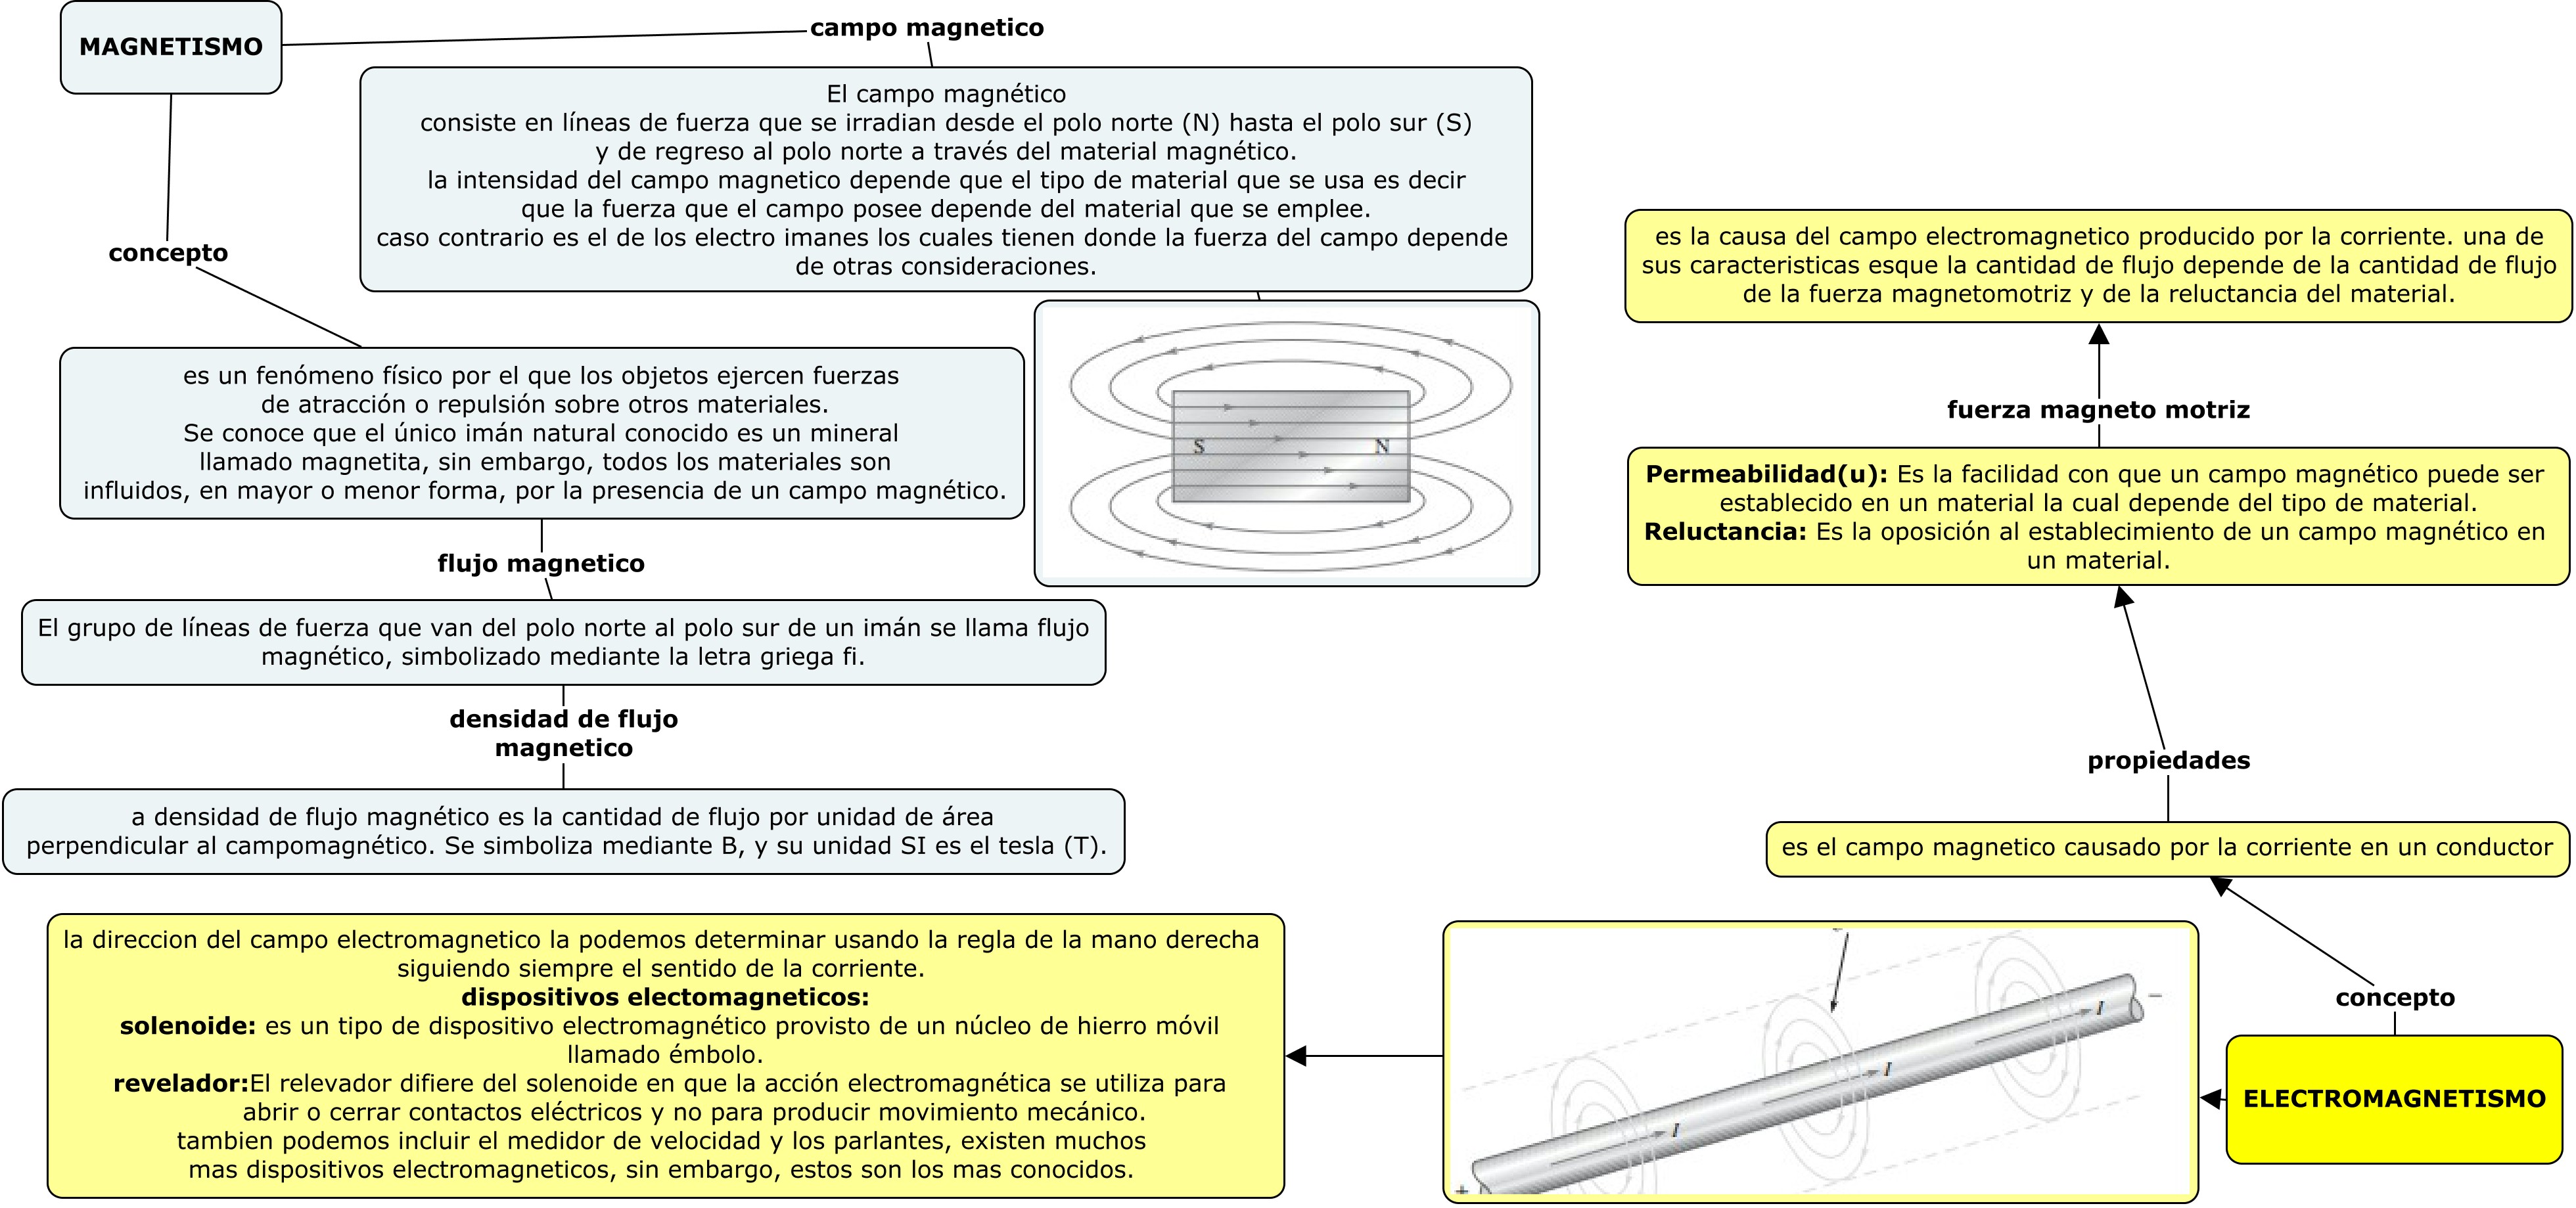 MAGNETISMO
campo magnetico
El campo magnético
consiste en líneas de fuerza que se irradian desde el polo norte (N) hasta el polo sur (S)
y de regreso al polo norte a través del material magnético.
la intensidad del campo magnetico depende que el tipo de material que se usa es decir
que la fuerza que el campo posee depende del material que se emplee.
caso contrario es el de los electro imanes los cuales tienen donde la fuerza del campo depende
de otras consideraciones.
concepto
es un fenómeno físico por el que los objetos ejercen fuerzas
de atracción o repulsión sobre otros materiales.
Se conoce que el único imán natural conocido es un mineral
llamado magnetita, sin embargo, todos los materiales son
influidos, en mayor o menor forma, por la presencia de un campo magnético.
S
N
flujo magnetico
El grupo de líneas de fuerza que van del polo norte al polo sur de un imán se llama flujo
magnético, simbolizado mediante la letra griega fi.
densidad de flujo
magnetico
a densidad de flujo magnético es la cantidad de flujo por unidad de área
perpendicular al campomagnético. Se simboliza mediante B, y su unidad SI es el tesla (T).
es la causa del campo electromagnetico producido por la corriente. una de
sus caracteristicas esque la cantidad de flujo depende de la cantidad de flujo
de la fuerza magnetomotriz y de la reluctancia del material.
fuerza magneto motriz
Permeabilidad(u): Es la facilidad con que un campo magnético puede ser
establecido en un material la cual depende del tipo de material.
Reluctancia: Es la oposición al establecimiento de un campo magnético en
un material.
propiedades
es el campo magnetico causado por la corriente en un conductor
concepto
ELECTROMAGNETISMO
–
I
I
I
+
la direccion del campo electromagnetico la podemos determinar usando la regla de la mano derecha
siguiendo siempre el sentido de la corriente.
dispositivos electomagneticos:
solenoide: es un tipo de dispositivo electromagnético provisto de un núcleo de hierro móvil
llamado émbolo.
revelador:El relevador difiere del solenoide en que la acción electromagnética se utiliza para
abrir o cerrar contactos eléctricos y no para producir movimiento mecánico.
tambien podemos incluir el medidor de velocidad y los parlantes, existen muchos
mas dispositivos electromagneticos, sin embargo, estos son los mas conocidos.